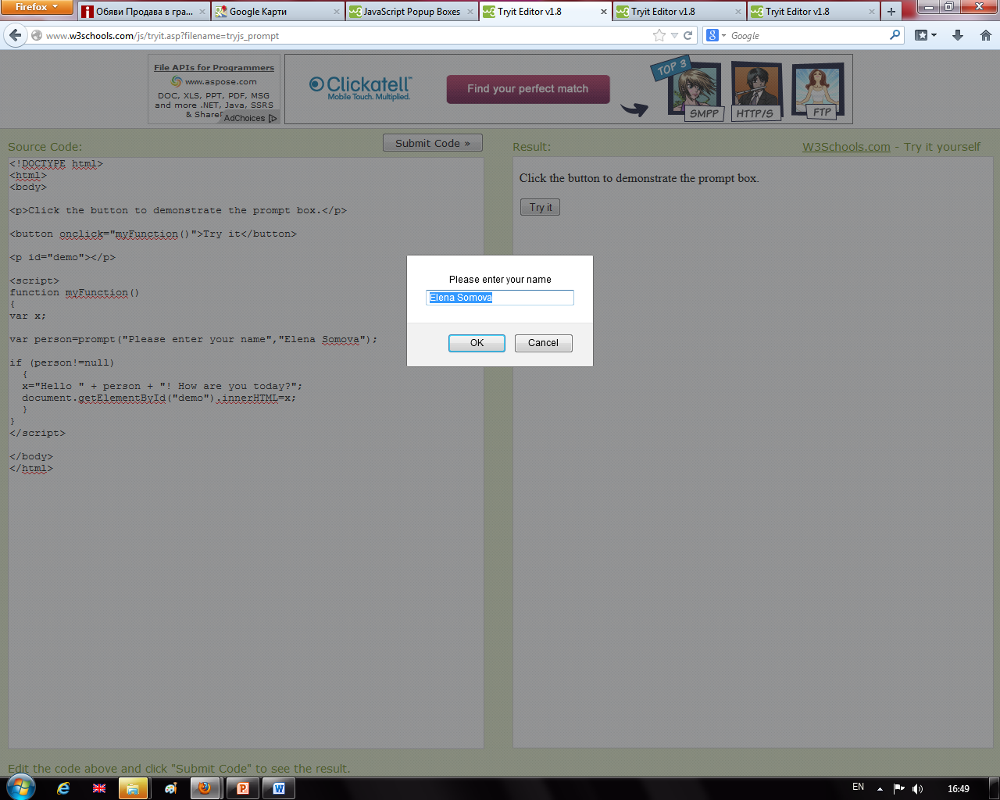 Firefox
Обяви Продава в гра...
Google Карти
JavaScript Popup Boxes
Tryit Editor v1.8
Tryit Editor v1.8
Tryit Editor v1.8
www.w3schools.com/js/tryit.asp?filename=tryjs_prompt
Google
File APIs for Programmers
www.aspose.com
DOC, XLS, PPT, PDF, MSG
and more .NET, Java, SSRS
& Share
AdChoices
Clickatell
Mobile Touch. Multiplied.
Find your perfect match
TOP 3
SMPP
HTTP/S
FTP
Source Code:
Submit Code »
Result:
W3Schools.com - Try it yourself
<!DOCTYPE html>
<html>
<body>
<p>Click the button to demonstrate the prompt box.</p>
<button onclick="myFunction()">Try it</button>
<p id="demo"></p>
<script>
function myFunction()
{
var x;
var person=prompt("Please enter your name","Elena Somova");
if (person!=null)
{
x="Hello " + person + "! How are you today?";
document.getElementById("demo").innerHTML=x;
}
}
</script>
</body>
</html>
Click the button to demonstrate the prompt box.
Try it
Please enter your name
Elena Somova
OK
Cancel
Edit the code above and click "Submit Code" to see the result.
EN
16:49